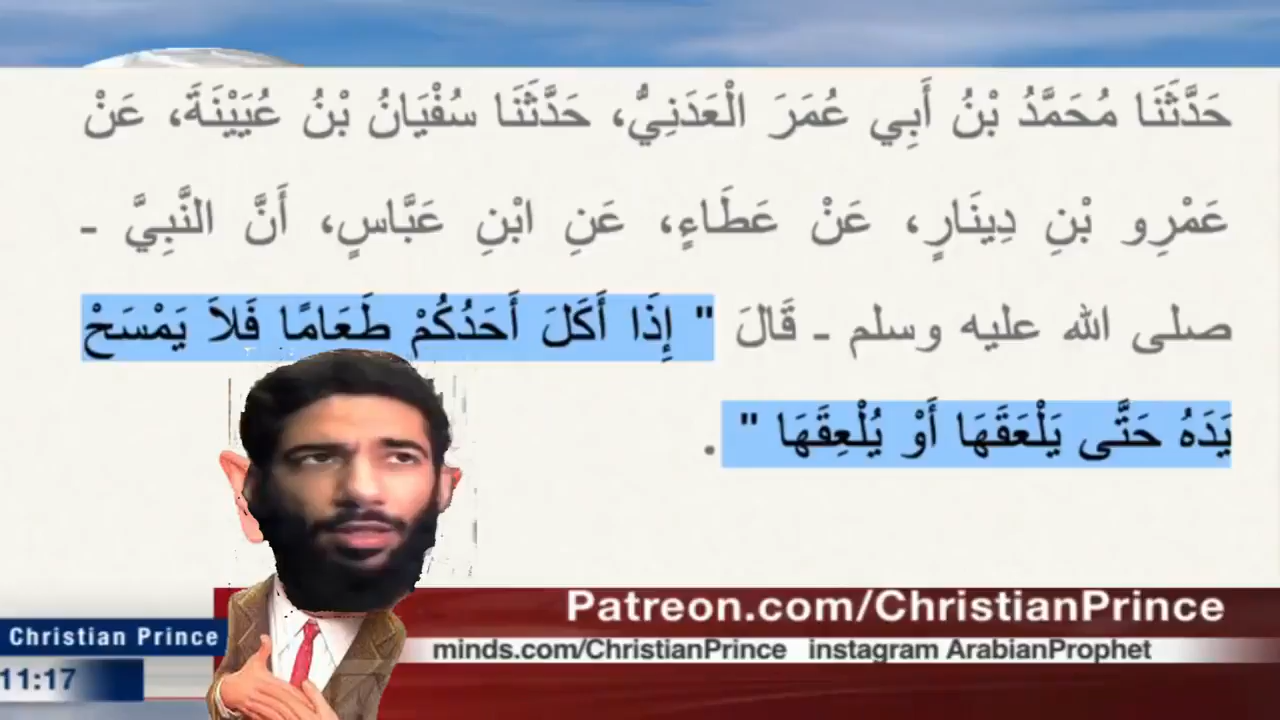 حَدَّثَنَا مُحَمَّدُ بْنُ أَبِي عُمَرَ الْعَدَنِيُّ، حَدَّثَنَا سُفْيَانُ بْنُ عُيَيْنَةَ، عَنْ
عَمْرِو بْنِ دِينَارٍ، عَنْ عَطَاءٍ، عَنِ ابْنِ عَبَّاسٍ، أَنَّ النَّبِيَّ ـ
صلى الله عليه وسلم ـ قَالَ " إِذَا أَكَلَ أَحَدُكُمْ طَعَامًا فَلاَ يَمْسَحْ
يَدَهُ حَتَّى يَلْعَقَهَا أَوْ يُلْعِقَهَا " .
Patreon.com/ChristianPrince
Christian Prince
minds.com/ChristianPrince instagram ArabianProphet
11:17